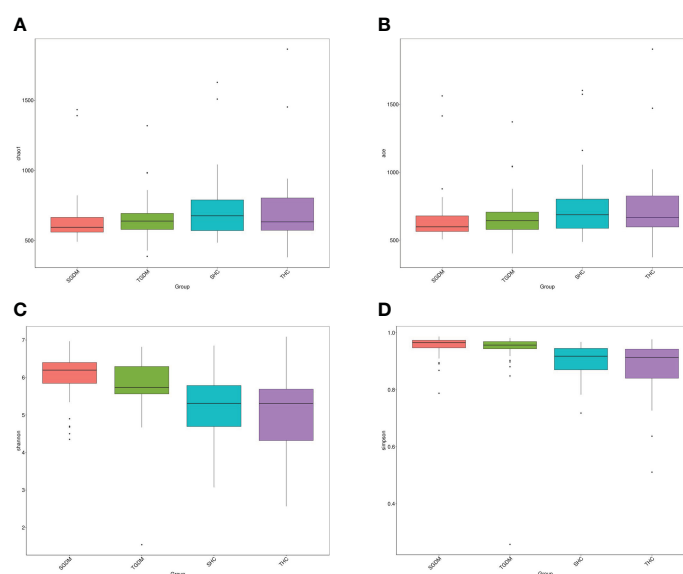 A
chao1
1500
1000
500
SGDM
TGDM
SHC
THC
Group
B
ace
1500
1000
500
SGDM
TGDM
SHC
THC
Group
C
shannon
7
6
5
4
3
2
SGDM
TGDM
SHC
THC
Group
D
simpson
1.0
0.8
0.6
0.4
SGDM
TGDM
SHC
THC
Group